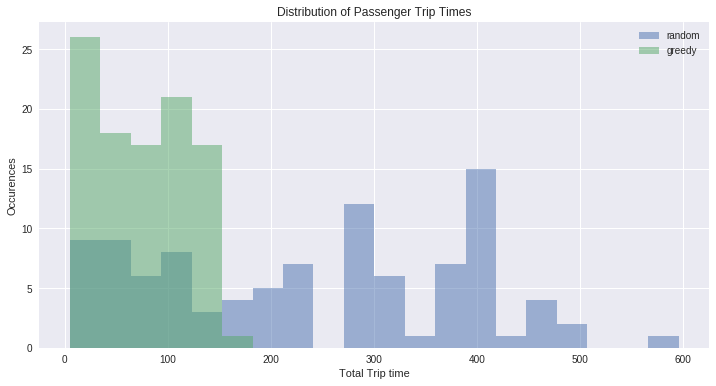 Distribution of Passenger Trip Times
random
greedy
25
20
15
10
5
0
Occurences
0 100 200 300 400 500 600
Total Trip time